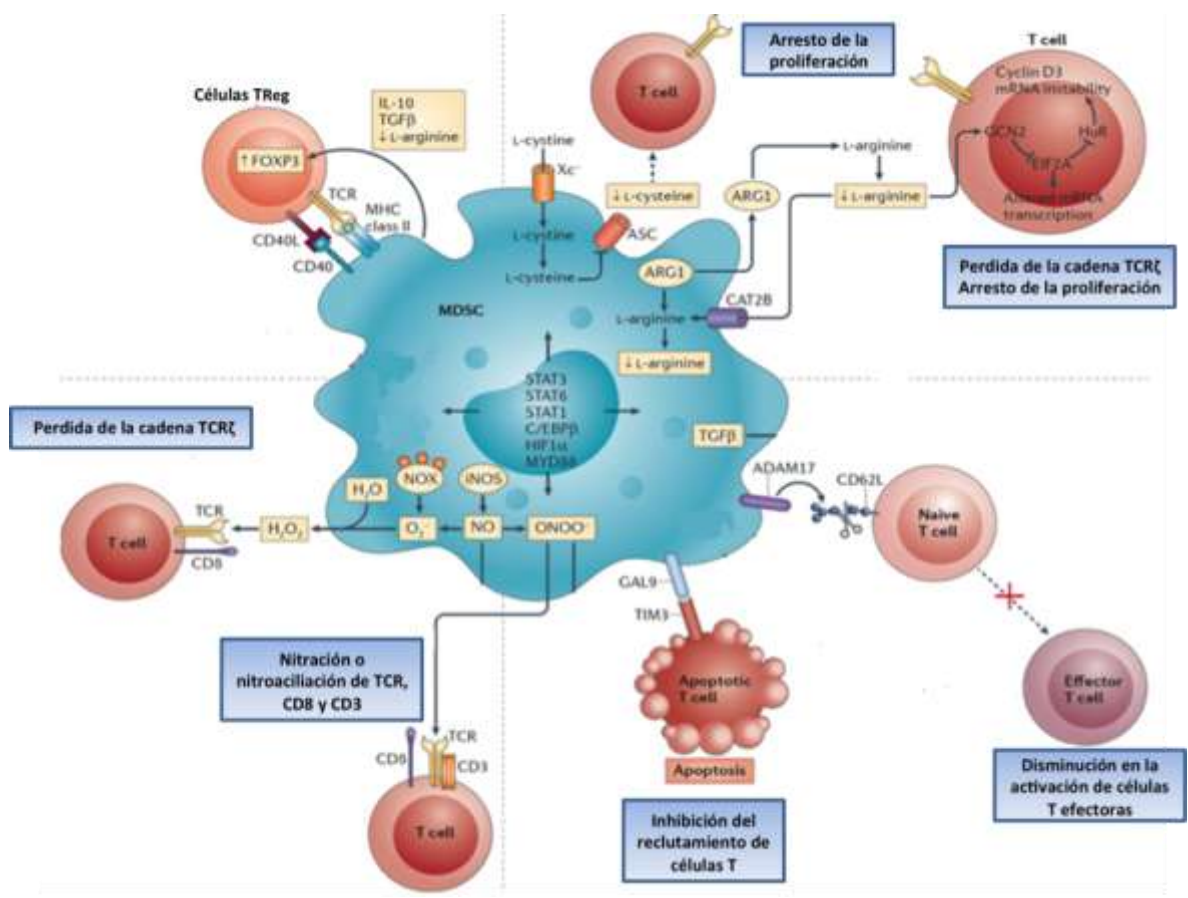 Arresto de la
proliferación
T cell
T cell
Cyclin D3
mRNA instability
GCN2
HuR
EIF2A
Altered mRNA
transcription
Perdida de la cadena TCRζ
Arresto de la proliferación
Células TReg
IL-10
TGFβ
↓ L-arginine
↑ FOXP3
TCR
MHC
class II
CD40L
CD40
L-cystine
Xc⁻
L-cystine
L-cysteine
↓ L-cysteine
ASC
ARG1
L-arginine
↓ L-arginine
ARG1
CAT2B
L-arginine
↓ L-arginine
MDSC
STAT3
STAT6
STAT1
C/EBPβ
HIF1α
MYD88
Perdida de la cadena TCRζ
TGFβ
ADAM17
CD62L
Naive
T cell
H₂O
NOX
iNOS
TCR
T cell
CD8
H₂O₂
O₂⁻
NO
ONOO⁻
GAL9
TIM3
Apoptotic
T cell
Apoptosis
Effector
T cell
Nitración o
nitroaciliación de TCR,
CD8 y CD3
CD8
TCR
CD3
T cell
Inhibición del
reclutamiento de
células T
Disminución en la
activación de células
T efectoras